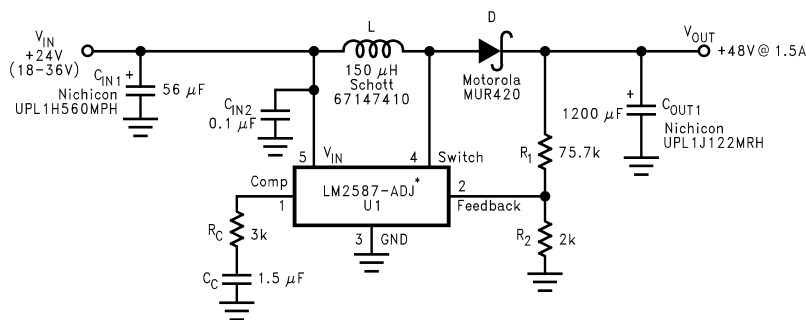 V_IN
+24V
(18-36V)
C_IN1 +
Nichicon
UPL1H560MPH
56 μF
C_IN2
0.1 μF
L
150 μH
Schott
67147410
D
Motorola
MUR420
V_OUT
+48V@ 1.5A
1200 μF
+
C_OUT1
Nichicon
UPL1J122MRH
R1
75.7k
R2
2k
5
V_IN
4
Switch
Comp
1
LM2587-ADJ*
U1
2
Feedback
3
GND
R_C
3k
C_C
1.5 μF